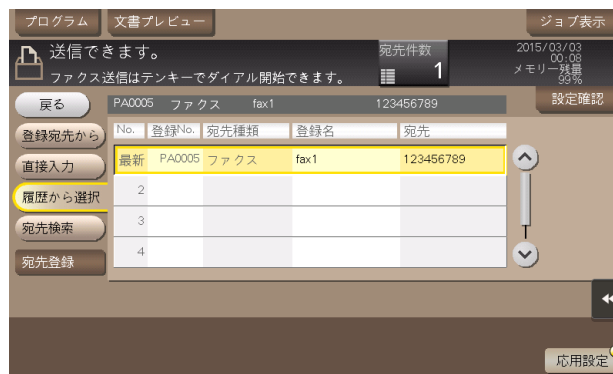 プログラム 文書プレビュー ジョブ表示
送信できます。 宛先件数 2015/03/03
00:08
ファクス送信はテンキーでダイアル開始できます。 1 メモリー残量
99%
戻る PA0005 ファクス fax1 123456789 設定確認
登録宛先から No. 登録No. 宛先種類 登録名 宛先
直接入力 最新 PA0005 ファクス fax1 123456789
履歴から選択 2
宛先検索 3
宛先登録 4
応用設定